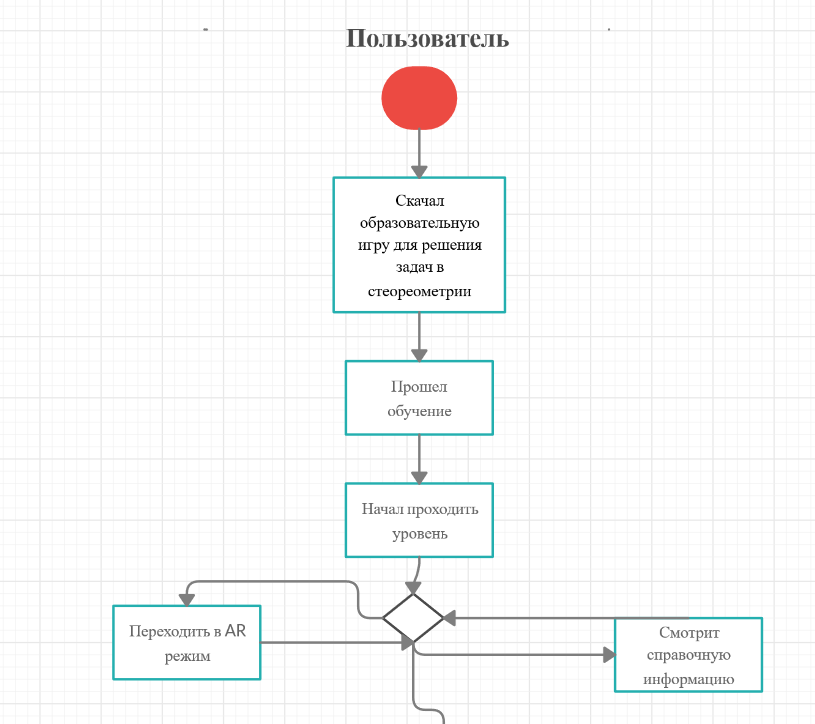 Пользователь
Скачал
образовательную
игру для решения
задач в
стеореометрии
Прошел
обучение
Начал проходить
уровень
Переходить в AR
режим
Смотрит
справочную
информацию